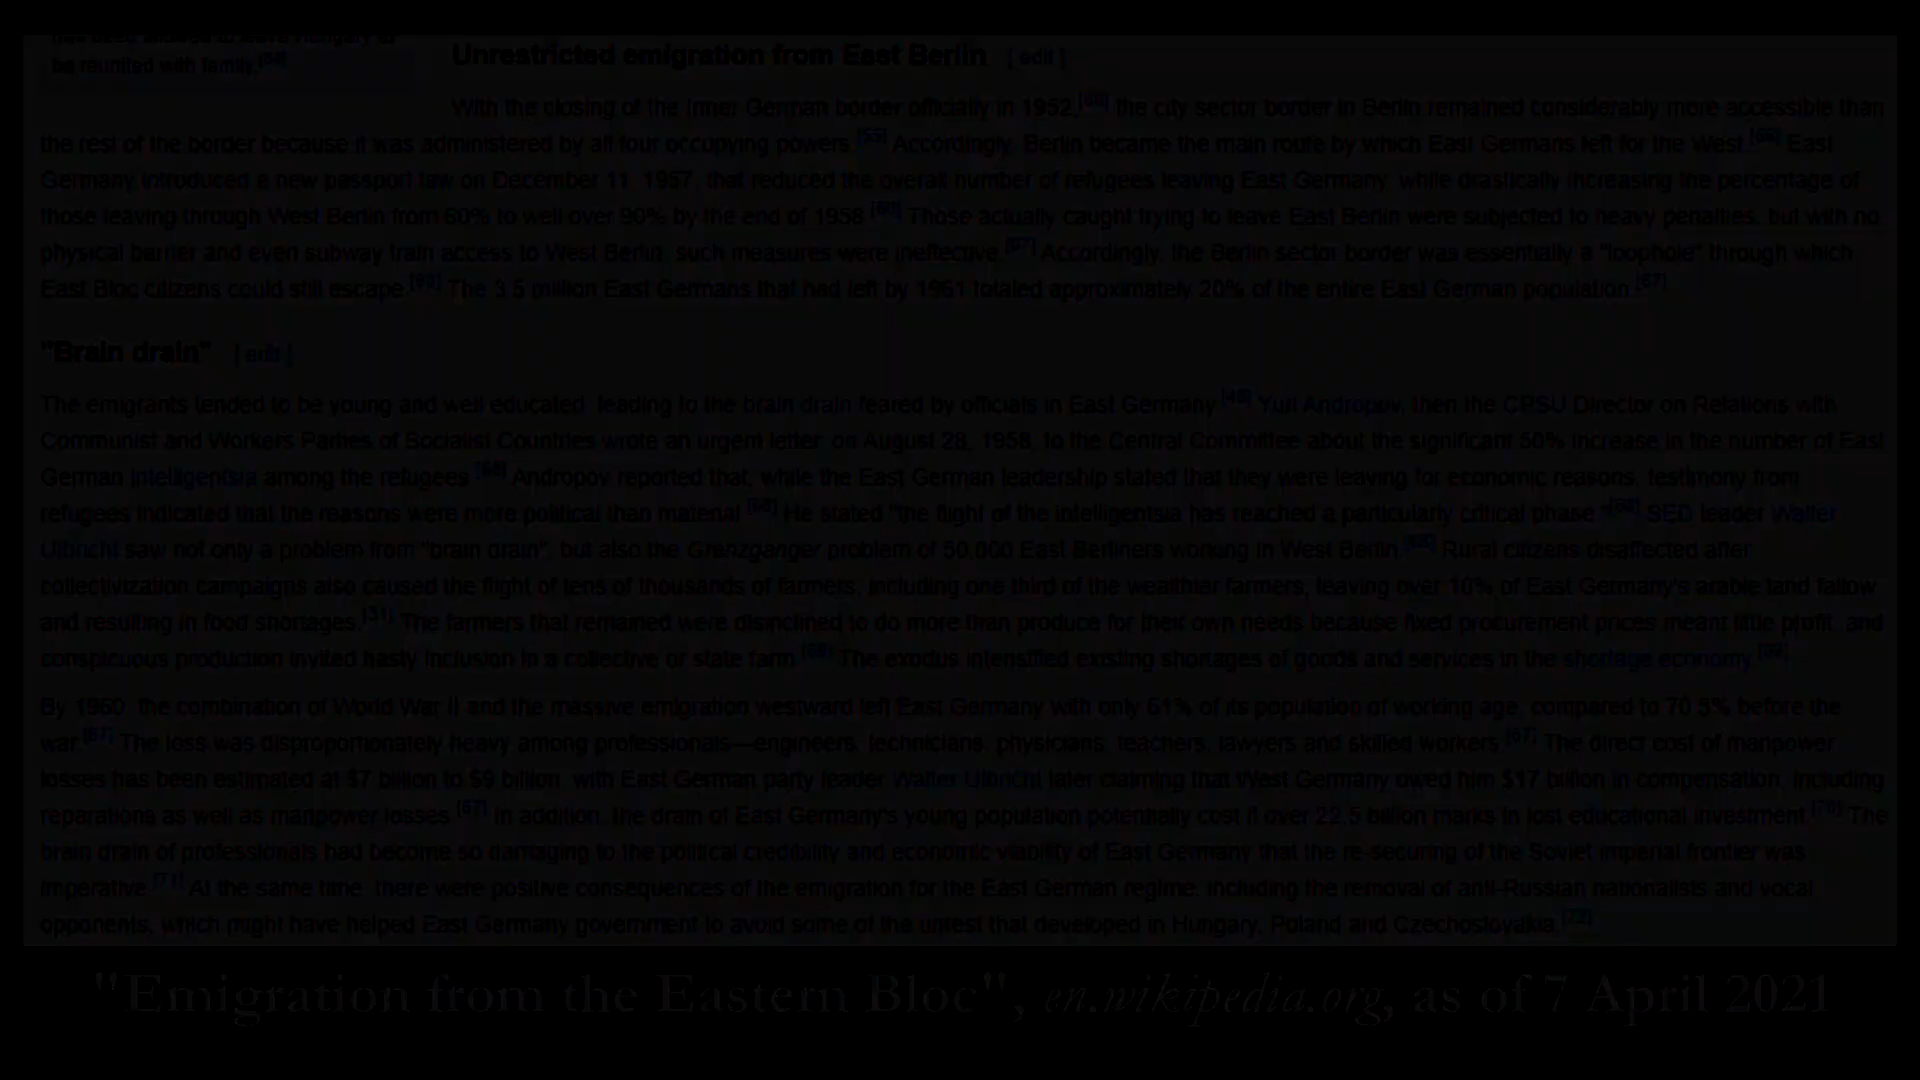 be reunited with family.[54]
Unrestricted emigration from East Berlin [ edit ]
With the closing of the Inner German border officially in 1952, the city sector border in Berlin remained considerably more accessible than
the rest of the border because it was administered by all four occupying powers.[55] Accordingly, Berlin became the main route by which East Germans left for the West.[66] East
Germany introduced a new passport law on December 11, 1957, that reduced the overall number of refugees leaving East Germany, while drastically increasing the percentage of
those leaving through West Berlin from 60% to well over 90% by the end of 1958. Those actually caught trying to leave East Berlin were subjected to heavy penalties, but with no
physical barrier and even subway train access to West Berlin, such measures were ineffective.[67] Accordingly, the Berlin sector border was essentially a "loophole" through which
East Bloc citizens could still escape. The 3.5 million East Germans that had left by 1961 totaled approximately 20% of the entire East German population.[67]
"Brain drain" [ edit ]
The emigrants tended to be young and well educated, leading to the brain drain feared by officials in East Germany.[49] Yuri Andropov, then the CPSU Director on Relations with
Communist and Workers Parties of Socialist Countries wrote an urgent letter, on August 28, 1958, to the Central Committee about the significant 50% increase in the number of East
German intelligentsia among the refugees.[68] Andropov reported that, while the East German leadership stated that they were leaving for economic reasons, testimony from
refugees indicated that the reasons were more political than material.[68] He stated "the flight of the intelligentsia has reached a particularly critical phase."[68] SED leader Walter
Ulbricht saw not only a problem from "brain drain", but also the Grenzgänger problem of 50,000 East Berliners working in West Berlin. Rural citizens disaffected after
collectivization campaigns also caused the flight of tens of thousands of farmers, including one third of the wealthier farmers, leaving over 10% of East Germany's arable land fallow
and resulting in food shortages.[31] The farmers that remained were disinclined to do more than produce for their own needs because fixed procurement prices meant little profit, and
conspicuous production invited hasty inclusion in a collective or state farm. The exodus intensified existing shortages of goods and services in the shortage economy.[69]
By 1960, the combination of World War II and the massive emigration westward left East Germany with only 61% of its population of working age, compared to 70.5% before the
war.[67] The loss was disproportionately heavy among professionals—engineers, technicians, physicians, teachers, lawyers and skilled workers.[67] The direct cost of manpower
losses has been estimated at $7 billion to $9 billion, with East German party leader Walter Ulbricht later claiming that West Germany owed him $17 billion in compensation, including
reparations as well as manpower losses.[67] In addition, the drain of East Germany's young population potentially cost it over 22.5 billion marks in lost educational investment.[70] The
brain drain of professionals had become so damaging to the political credibility and economic viability of East Germany that the re-securing of the Soviet imperial frontier was
imperative.[71] At the same time, there were positive consequences of the emigration for the East German regime, including the removal of anti-Russian nationalists and vocal
opponents, which might have helped East Germany government to avoid some of the unrest that developed in Hungary, Poland and Czechoslovakia.[72]
"Emigration from the Eastern Bloc", en.wikipedia.org, as of 7 April 2021